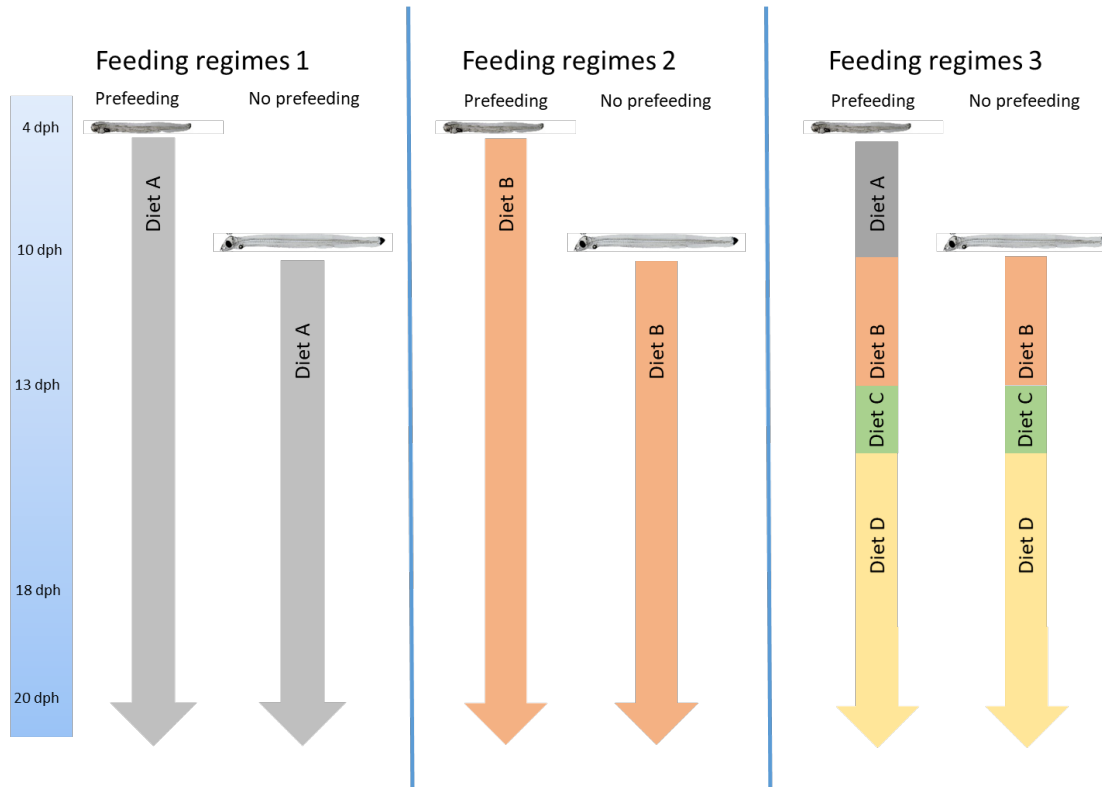 Feeding regimes 1
Feeding regimes 2
Feeding regimes 3
Prefeeding
No prefeeding
Prefeeding
No prefeeding
Prefeeding
No prefeeding
4 dph
10 dph
13 dph
18 dph
20 dph
Diet A
Diet A
Diet B
Diet B
Diet A
Diet B
Diet C
Diet D
Diet B
Diet C
Diet D